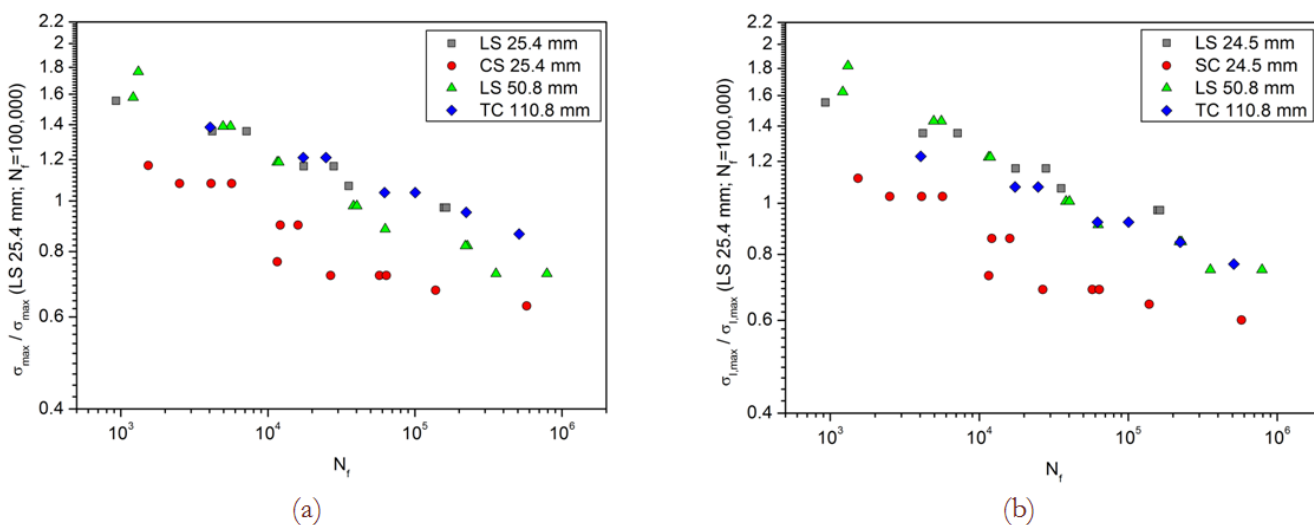 2.2
2
1.8
1.6
1.4
1.2
1
0.8
0.6
0.4
σmax / σmax (LS 25.4 mm; Nf=100,000)
LS 25.4 mm
CS 25.4 mm
LS 50.8 mm
TC 110.8 mm
10³ 10⁴ 10⁵ 10⁶
Nf
(a)
2.2
2
1.8
1.6
1.4
1.2
1
0.8
0.6
0.4
σI,max / σI,max (LS 25.4 mm; Nf=100,000)
LS 24.5 mm
SC 24.5 mm
LS 50.8 mm
TC 110.8 mm
10³ 10⁴ 10⁵ 10⁶
Nf
(b)